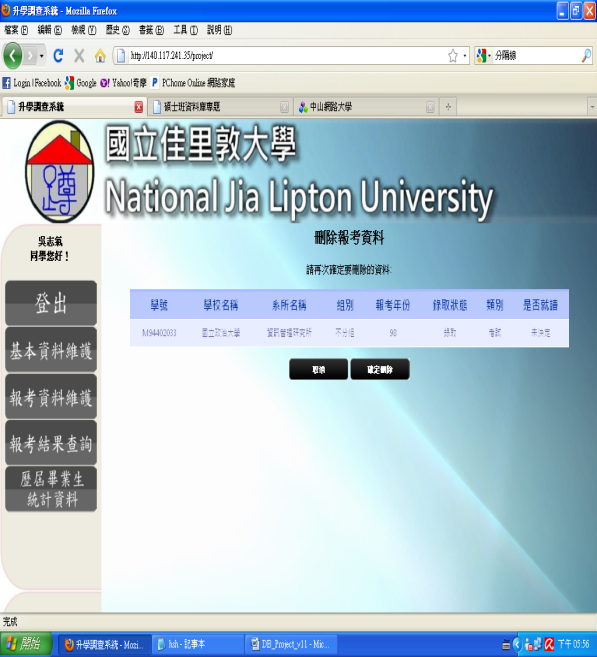 升學調查系統 - Mozilla Firefox
檔案(F) 編輯(E) 檢視(V) 歷史(S) 書籤(B) 工具(T) 說明(H)
http://140.117.241.35/project/
分隔線
Login | Facebook Google Yahoo!奇摩 PChome Online 網路家庭
升學調查系統 碩士班資料庫專題 中山網路大學
國立佳里敦大學
National Jia Lipton University
蹲
吳志氣
同學您好！
登出
基本資料維護
報考資料維護
報考結果查詢
歷屆畢業生
統計資料
刪除報考資料
請再次確定要刪除的資料:
學號 學校名稱 系所名稱 組別 報考年份 錄取狀態 類別 是否就讀
M94402033 國立政治大學 資訊管理研究所 不分組 98 錄取 考試 未決定
取消 確定刪除
完成
開始 升學調查系統 - Mozi... hsh - 記事本 DB_Project_v11 - Mic... 下午 05:56